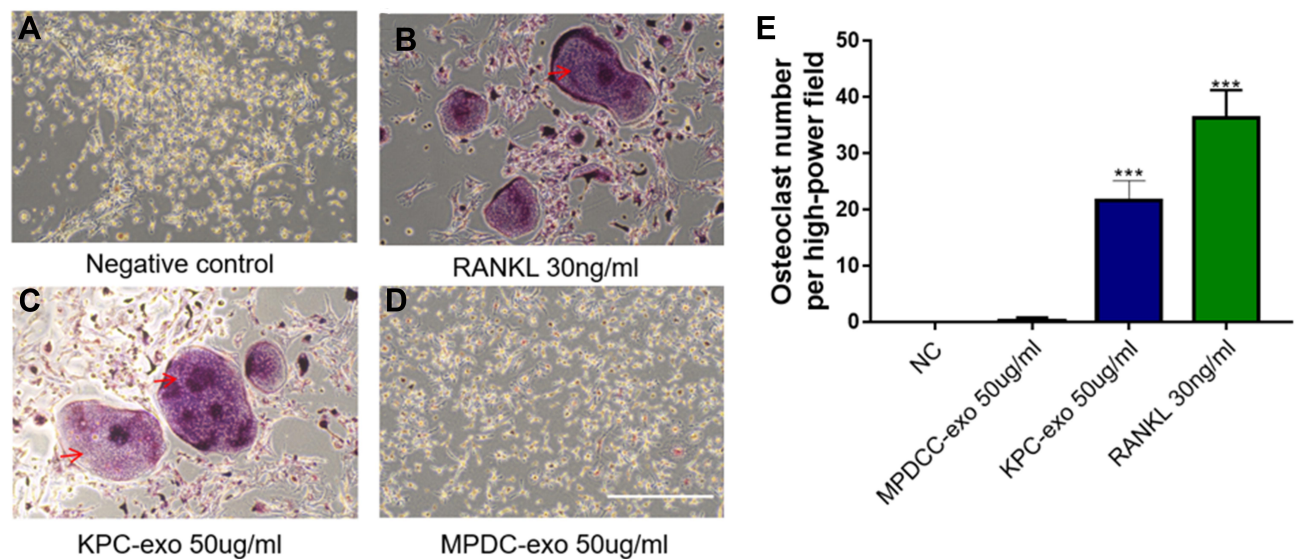 A
Negative control
B
RANKL 30ng/ml
C
KPC-exo 50ug/ml
D
MPDC-exo 50ug/ml
E
Osteoclast number
per high-power field
50
40
30
20
10
0
***
***
NC
MPDCC-exo 50ug/ml
KPC-exo 50ug/ml
RANKL 30ng/ml